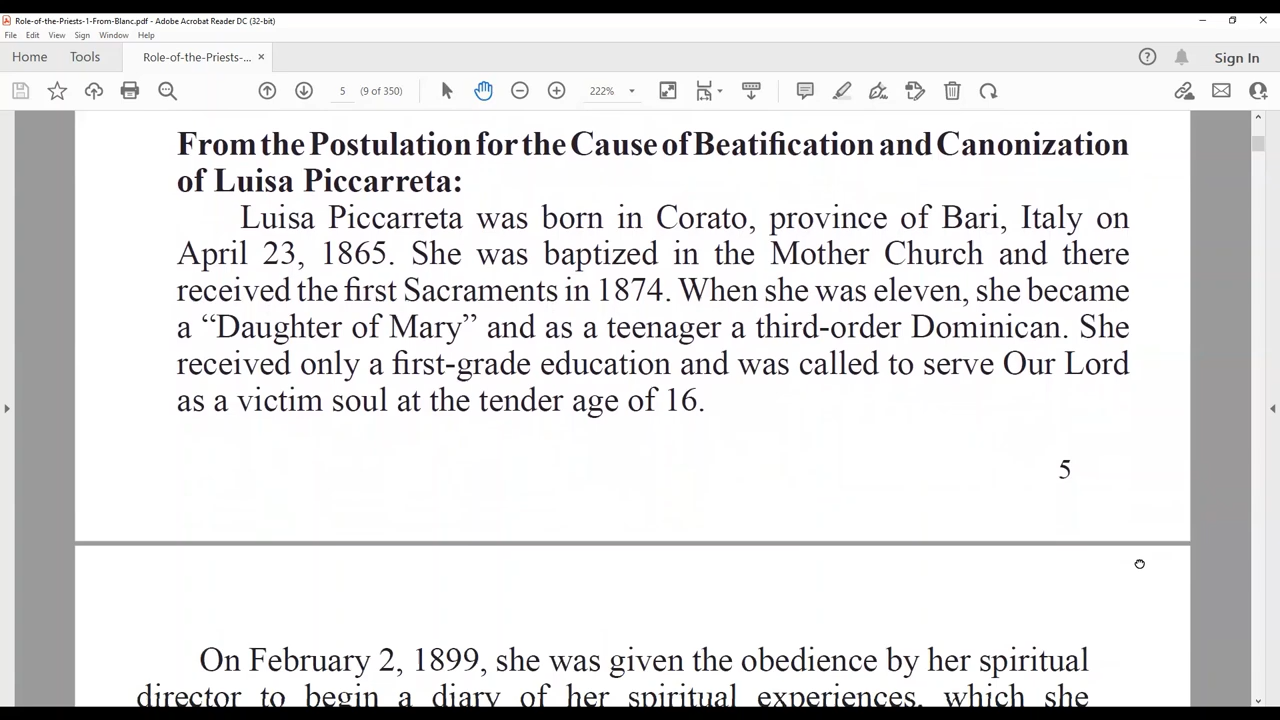 Role-of-the-Priests-1-From-Blanc.pdf - Adobe Acrobat Reader DC (32-bit)
File Edit View Sign Window Help
Home Tools Role-of-the-Priests-... × Sign In
5 (9 of 350) 222%
From the Postulation for the Cause of Beatification and Canonization
of Luisa Piccarreta:
Luisa Piccarreta was born in Corato, province of Bari, Italy on
April 23, 1865. She was baptized in the Mother Church and there
received the first Sacraments in 1874. When she was eleven, she became
a “Daughter of Mary” and as a teenager a third-order Dominican. She
received only a first-grade education and was called to serve Our Lord
as a victim soul at the tender age of 16.
5
On February 2, 1899, she was given the obedience by her spiritual
director to begin a diary of her spiritual experiences, which she